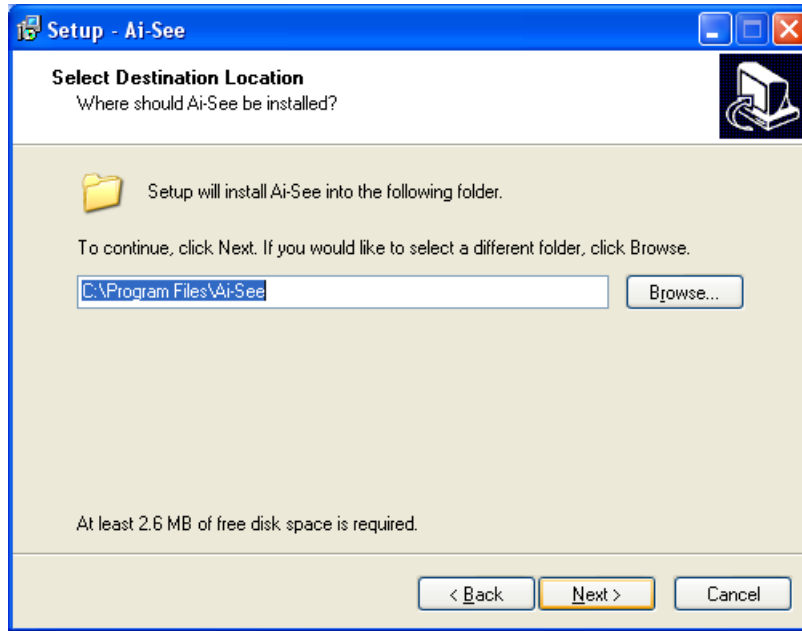 Setup - Ai-See
Select Destination Location
Where should Ai-See be installed?
Setup will install Ai-See into the following folder.
To continue, click Next. If you would like to select a different folder, click Browse.
C:\Program Files\Ai-See
Browse...
At least 2.6 MB of free disk space is required.
< Back
Next >
Cancel